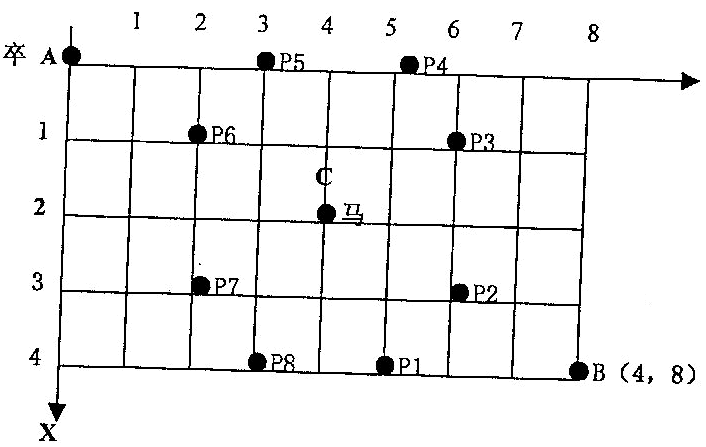 1 2 3 4 5 6 7 8
卒 A P5 P4
1 P6 P3
C
2 马
3 P7 P2
4 P8 P1 B (4, 8)
X